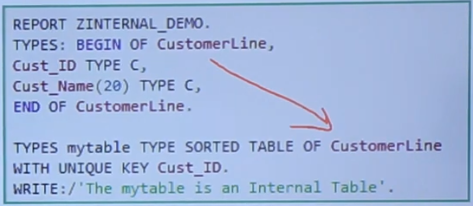 REPORT ZINTERNAL_DEMO.
TYPES: BEGIN OF CustomerLine,
Cust_ID TYPE C,
Cust_Name(20) TYPE C,
END OF CustomerLine.
TYPES mytable TYPE SORTED TABLE OF CustomerLine
WITH UNIQUE KEY Cust_ID.
WRITE:/'The mytable is an Internal Table'.